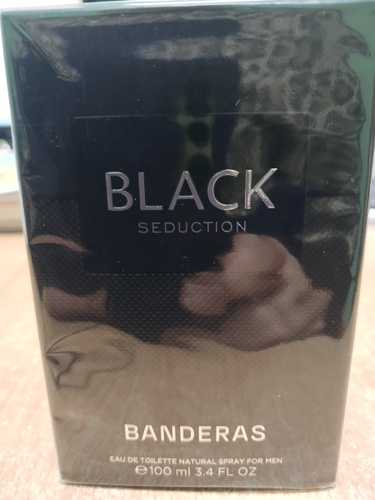 BLACK
SEDUCTION
BANDERAS
EAU DE TOILETTE NATURAL SPRAY FOR MEN
℮100 ml 3.4 FL OZ